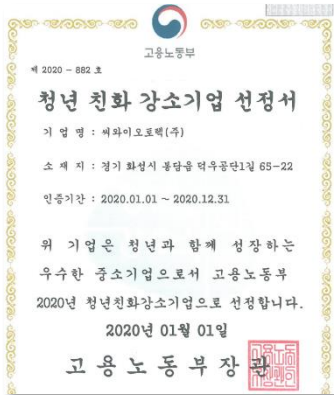 고용노동부
제 2020 - 882 호
청년 친화 강소기업 선정서
기 업 명 : 씨와이오토텍(주)
소 재 지 : 경기 화성시 봉담읍 덕우공단1길 65-22
인증기간 : 2020.01.01 ~ 2020.12.31
위 기업은 청년과 함께 성장하는
우수한 중소기업으로서 고용노동부
2020년 청년친화강소기업으로 선정합니다.
2020년 01월 01일
고용노동부장관